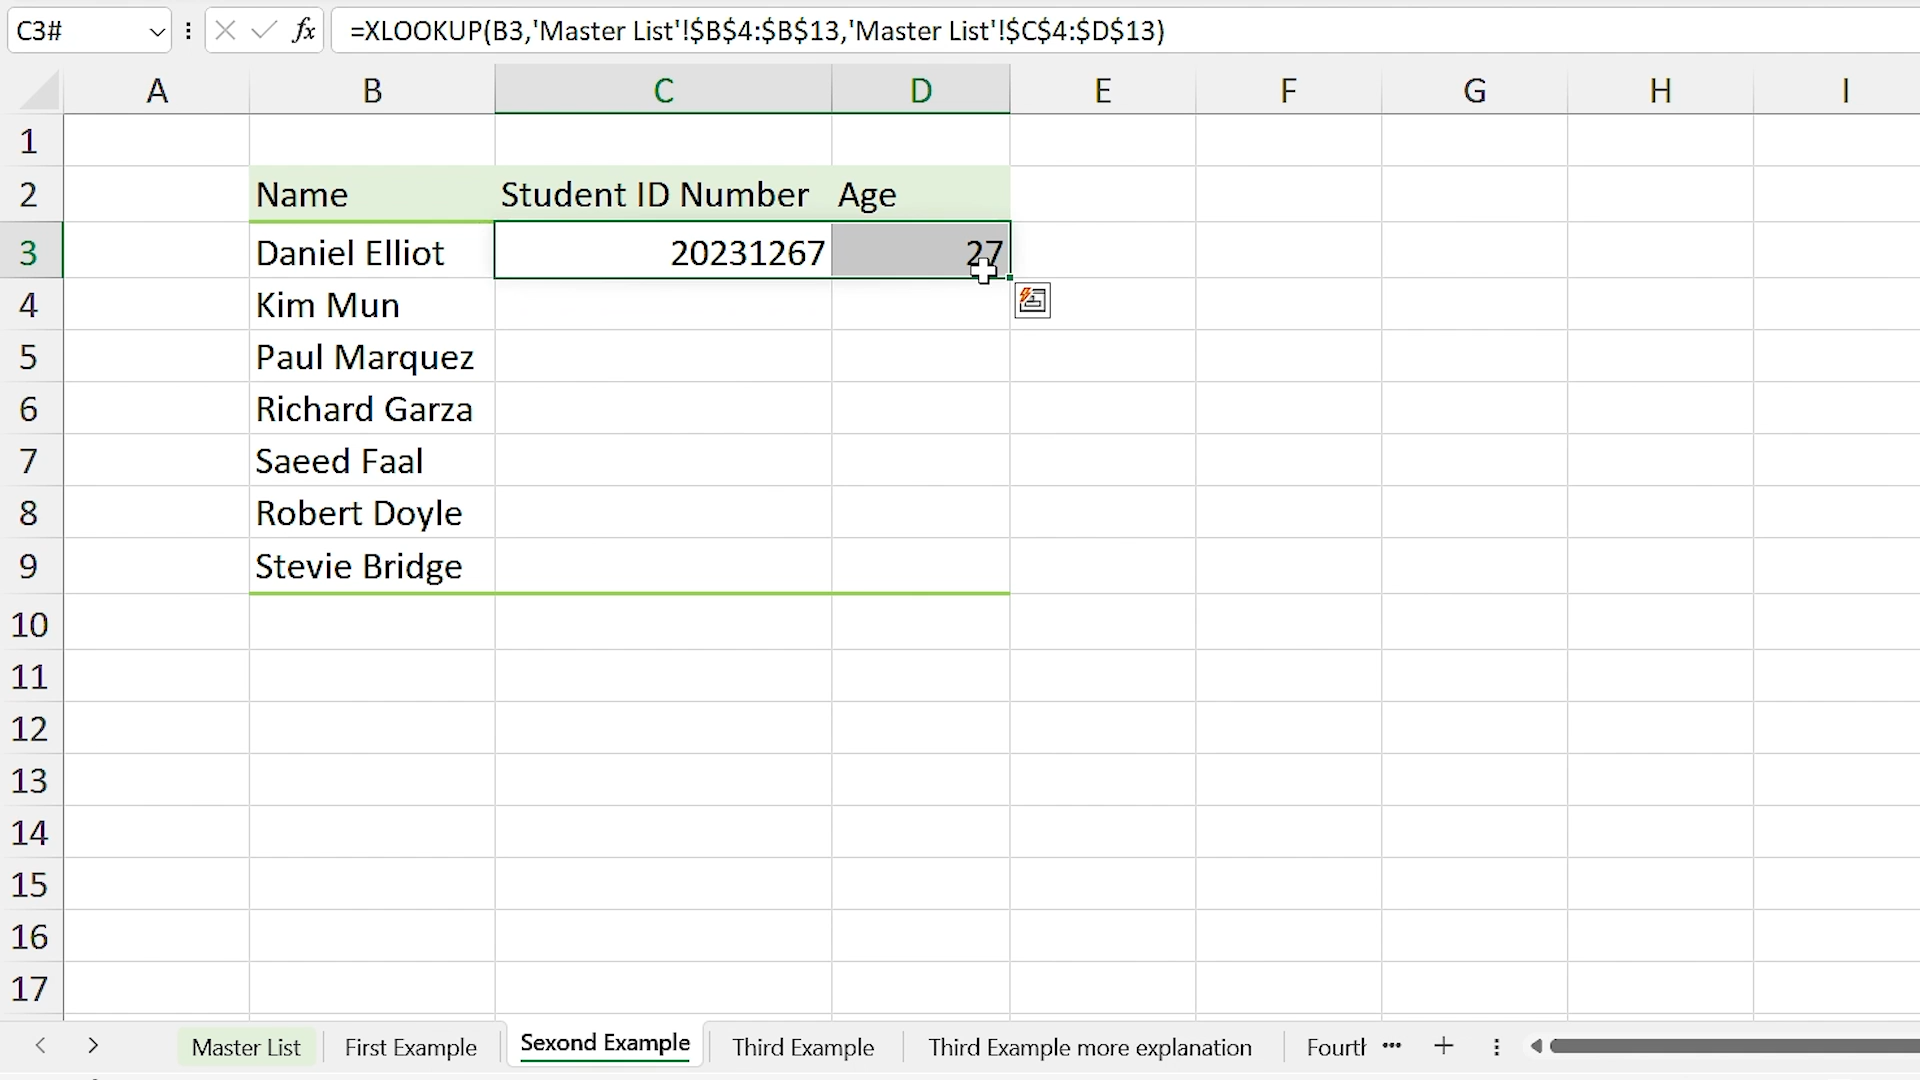 C3# fx =XLOOKUP(B3,'Master List'!$B$4:$B$13,'Master List'!$C$4:$D$13)
A B C D E F G H I
1
2 Name Student ID Number Age
3 Daniel Elliot 20231267 27
4 Kim Mun
5 Paul Marquez
6 Richard Garza
7 Saeed Faal
8 Robert Doyle
9 Stevie Bridge
10
11
12
13
14
15
16
17
Master List First Example Sexond Example Third Example Third Example more explanation Fourth ...